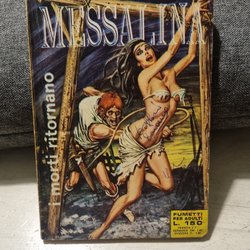 MESSALINA
i morti ritornano
FUMETTI
PER ADULTI
L. 150